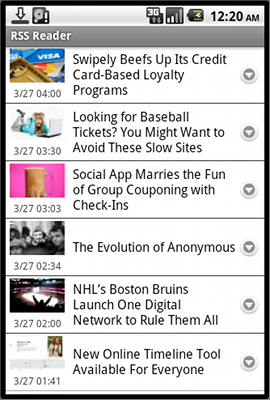 3G
12:20 AM
RSS Reader
VISA
3/27 04:00
Swipely Beefs Up Its Credit
Card-Based Loyalty
Programs
3/27 03:30
Looking for Baseball
Tickets? You Might Want to
Avoid These Slow Sites
3/27 03:03
Social App Marries the Fun
of Group Couponing with
Check-Ins
3/27 02:34
The Evolution of Anonymous
3/27 02:00
NHL's Boston Bruins
Launch One Digital
Network to Rule Them All
3/27 01:41
New Online Timeline Tool
Available For Everyone